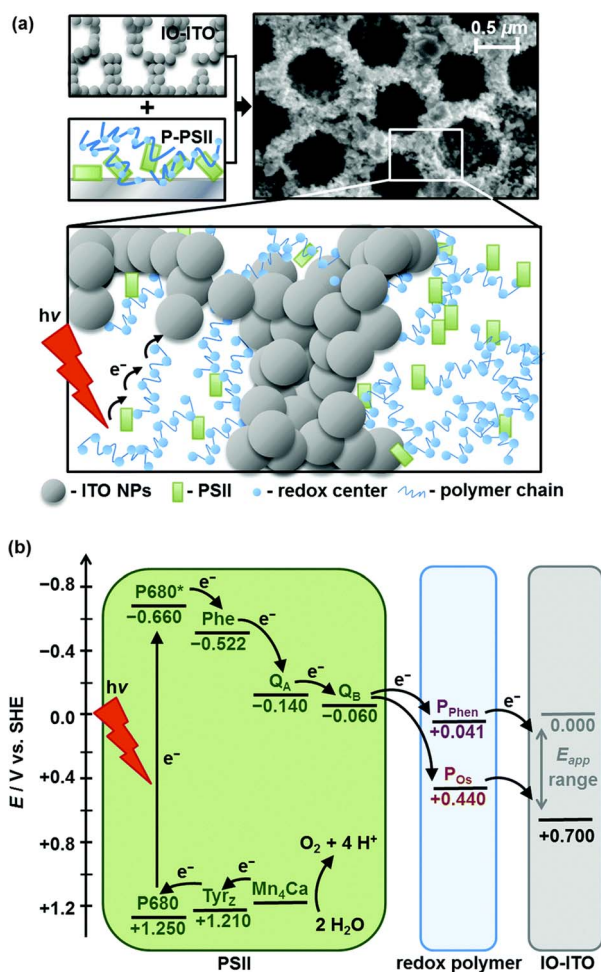 (a)
IO-ITO
+
P-PSII
0.5 µm
hν
e⁻
- ITO NPs - PSII - redox center - polymer chain
(b)
E / V vs. SHE
−0.8
−0.4
0.0
+0.4
+0.8
+1.2
P680*
−0.660
e⁻
Phe
−0.522
e⁻
Q_A
−0.140
e⁻
Q_B
−0.060
hν
e⁻
P680
+1.250
e⁻
Tyr_Z
+1.210
e⁻
Mn₄Ca
O₂ + 4 H⁺
2 H₂O
PSII
e⁻
P_Phen
+0.041
P_Os
+0.440
redox polymer
e⁻
0.000
E_app
range
+0.700
IO-ITO